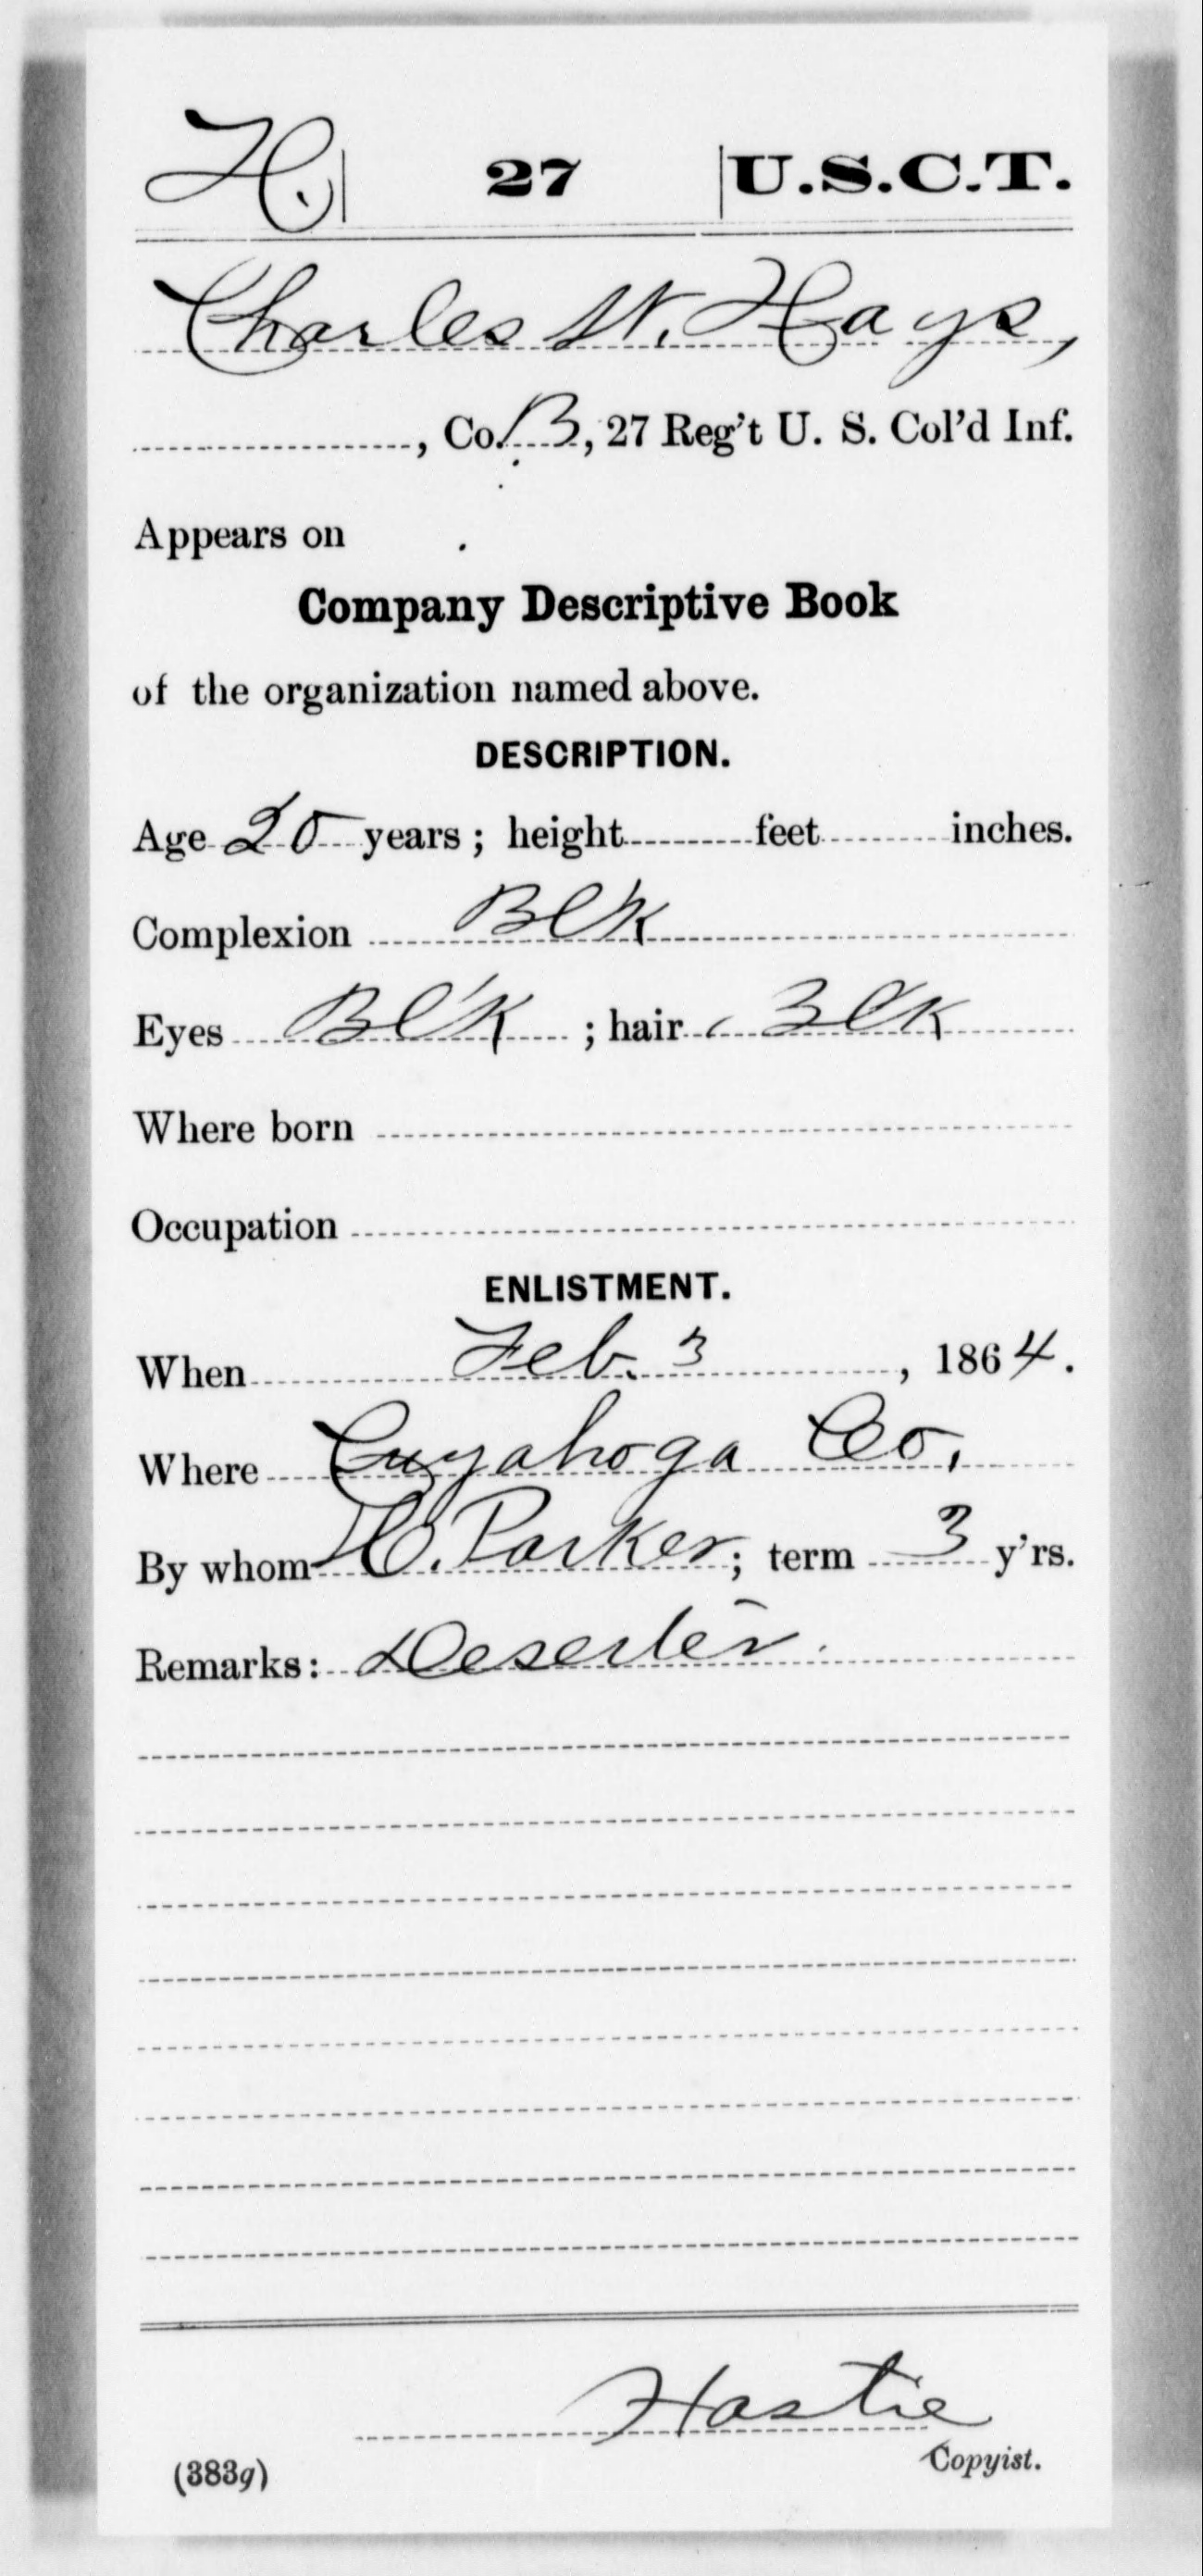 H. | 27 | U.S.C.T.
Charles W. Hays,
, Co. B, 27 Reg't U. S. Col'd Inf.
Appears on
Company Descriptive Book
of the organization named above.
DESCRIPTION.
Age 20 years; height feet inches.
Complexion Blk
Eyes Bl'k ; hair Blk
Where born
Occupation
ENLISTMENT.
When Feb. 3, 1864.
Where Cuyahoga Co.
By whom Parker; term 3 y'rs.
Remarks: Deserter.
Hastie
Copyist.
(383g)